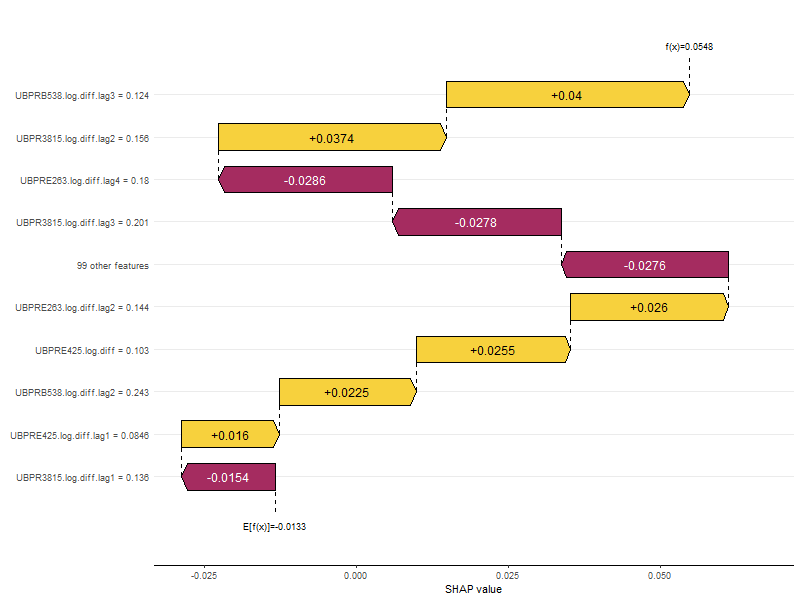 f(x)=0.0548
UBPRB538.log.diff.lag3 = 0.124
+0.04
UBPR3815.log.diff.lag2 = 0.156
+0.0374
UBPRE263.log.diff.lag4 = 0.18
-0.0286
UBPR3815.log.diff.lag3 = 0.201
-0.0278
99 other features
-0.0276
UBPRE263.log.diff.lag2 = 0.144
+0.026
UBPRE425.log.diff = 0.103
+0.0255
UBPRB538.log.diff.lag2 = 0.243
+0.0225
UBPRE425.log.diff.lag1 = 0.0846
+0.016
UBPR3815.log.diff.lag1 = 0.136
-0.0154
E[f(x)]=-0.0133
-0.025 0.000 0.025 0.050
SHAP value